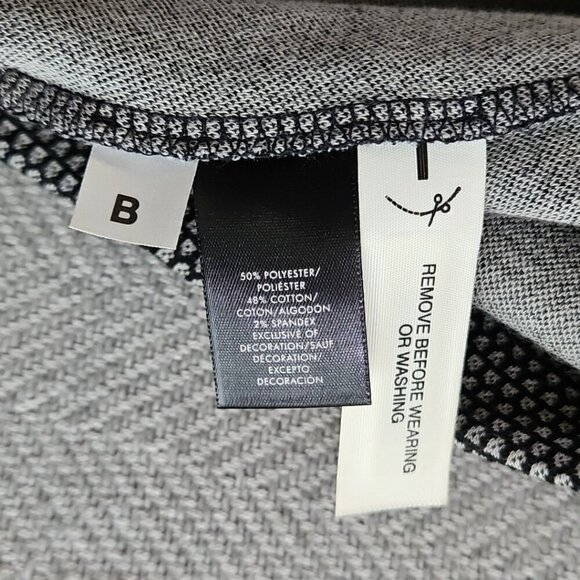 B
50% POLYESTER/
POLIÉSTER
48% COTTON/
COTON/ALGODÓN
2% SPANDEX
EXCLUSIVE OF
DECORATION/SAUF
DÉCORATION/
EXCEPTO
DECORACIÓN
REMOVE BEFORE WEARING
OR WASHING